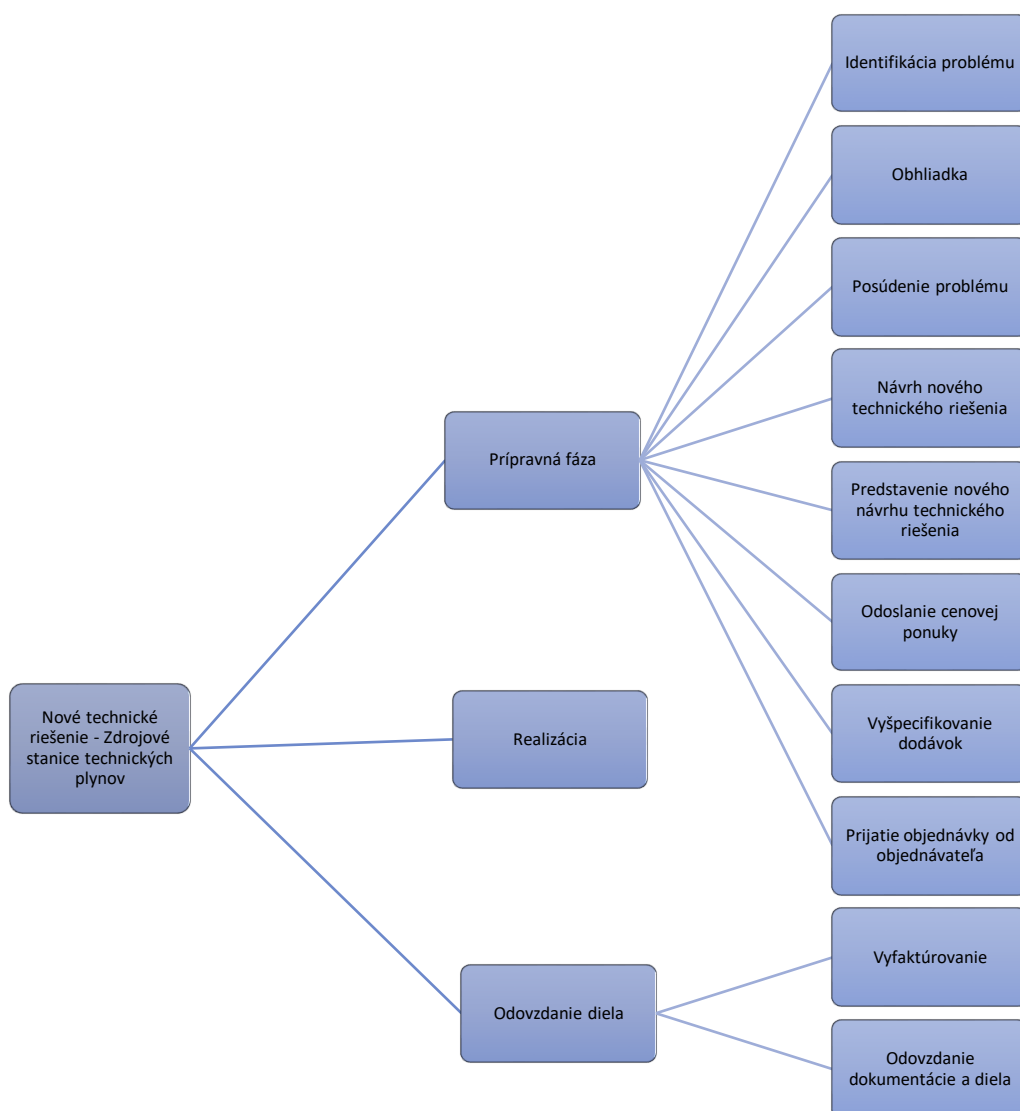 Nové technické
riešenie - Zdrojové
stanice technických
plynov
Prípravná fáza
Identifikácia problému
Obhliadka
Posúdenie problému
Návrh nového
technického riešenia
Predstavenie nového
návrhu technického
riešenia
Odoslanie cenovej
ponuky
Vyšpecifikovanie
dodávok
Prijatie objednávky od
objednávateľa
Realizácia
Odovzdanie diela
Vyfaktúrovanie
Odovzdanie
dokumentácie a diela